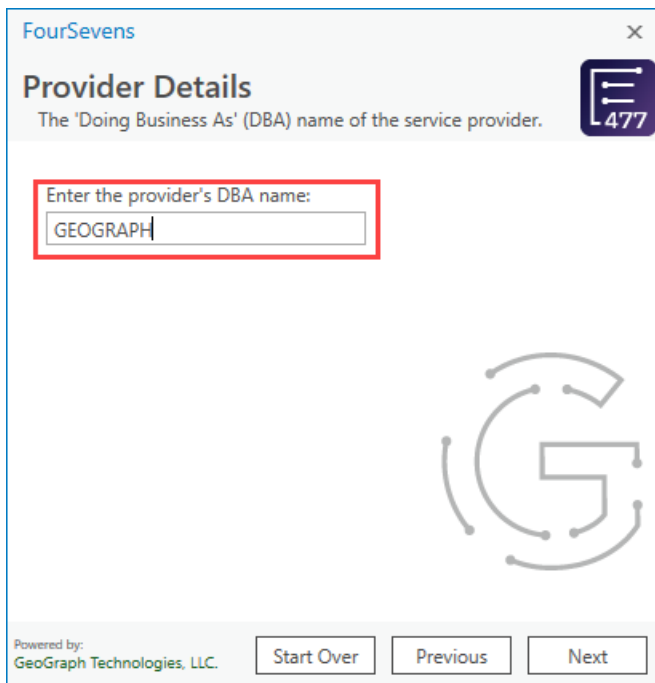 FourSevens
Provider Details
The 'Doing Business As' (DBA) name of the service provider.
477
Enter the provider's DBA name:
GEOGRAPH
Powered by:
GeoGraph Technologies, LLC.
Start Over
Previous
Next